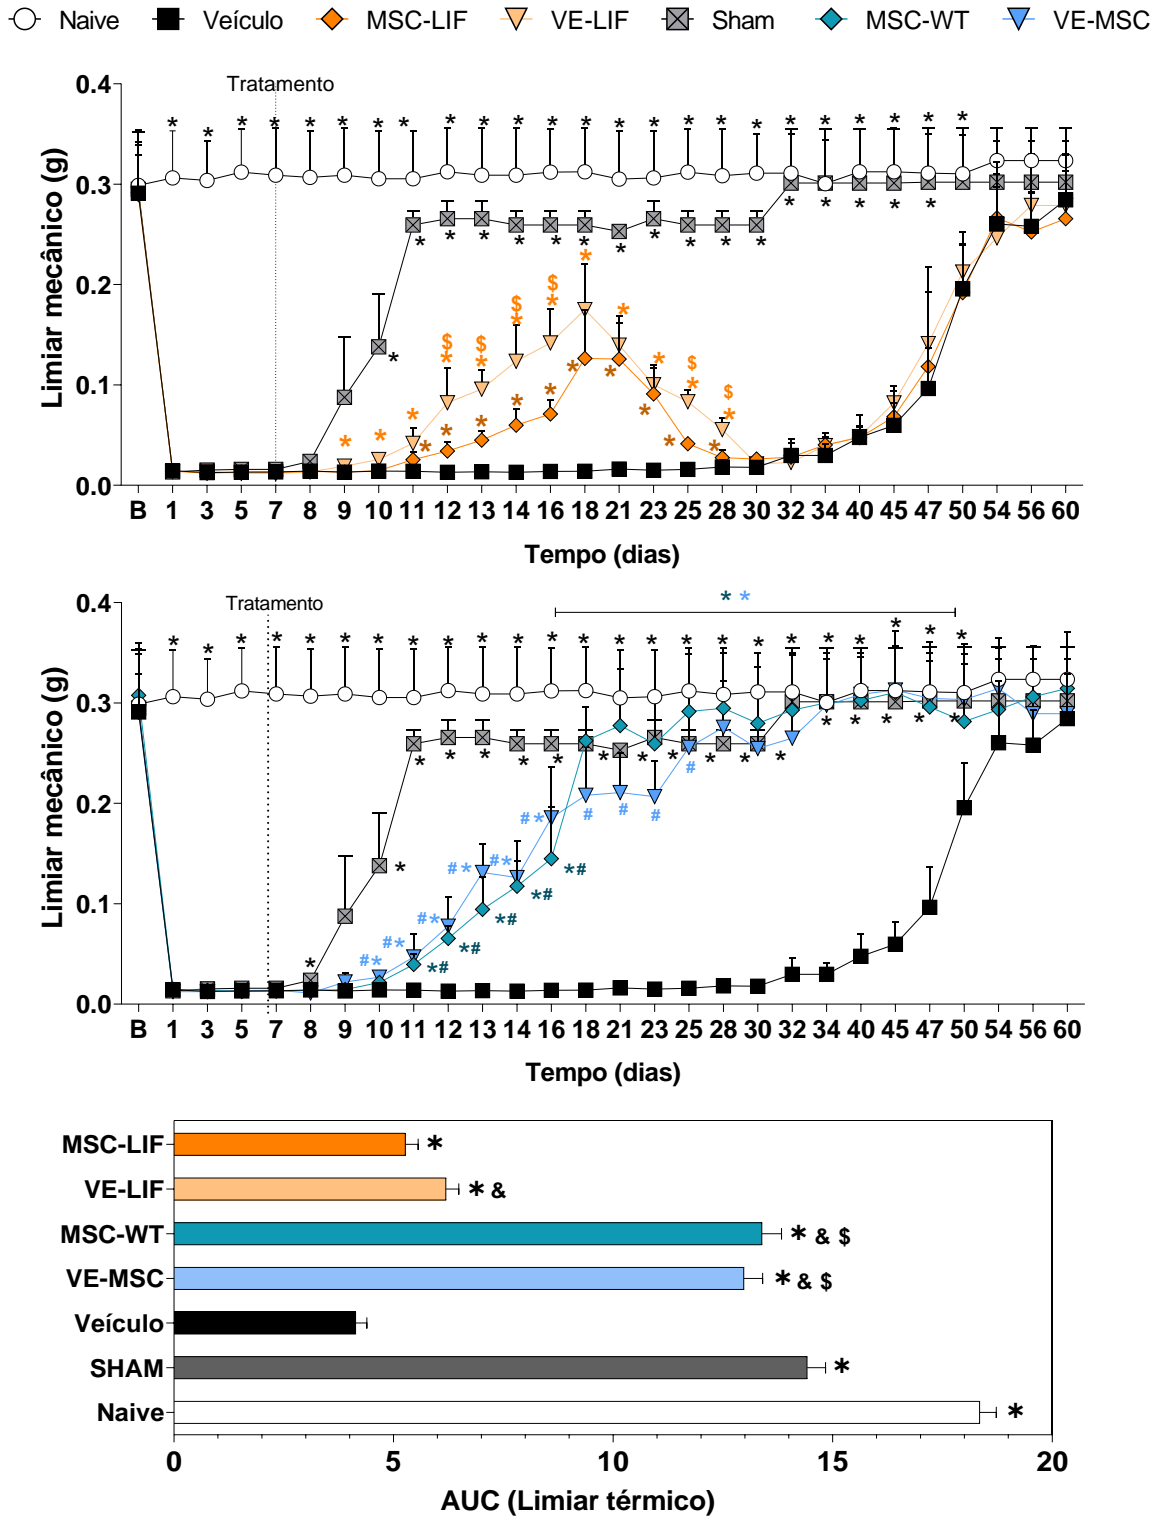 Naive Veículo MSC-LIF VE-LIF Sham MSC-WT VE-MSC
Tratamento
* * * * * * * * * * * * * * * * * * * * * * * *
0.4
0.3
0.2
0.1
0.0
Limiar mecânico (g)
* * * * * * * * * * * * * * * * *
* * * $ * $ * $ * $ * * * * $ * $ *
* * * * * * * * * * *
B 1 3 5 7 8 9 10 11 12 13 14 16 18 21 23 25 28 30 32 34 40 45 47 50 54 56 60
Tempo (dias)
Tratamento
* *
* * * * * * * * * * * * * * * * * * * * * * * *
0.4
0.3
0.2
0.1
0.0
Limiar mecânico (g)
* * * * * * * * * * * * * * * * * *
#* #* #* #* #* #* # # # #
*# *# *# *# *# *#
B 1 3 5 7 8 9 10 11 12 13 14 16 18 21 23 25 28 30 32 34 40 45 47 50 54 56 60
Tempo (dias)
MSC-LIF *
VE-LIF * &
MSC-WT * & $
VE-MSC * & $
Veículo
SHAM *
Naive *
0 5 10 15 20
AUC (Limiar térmico)